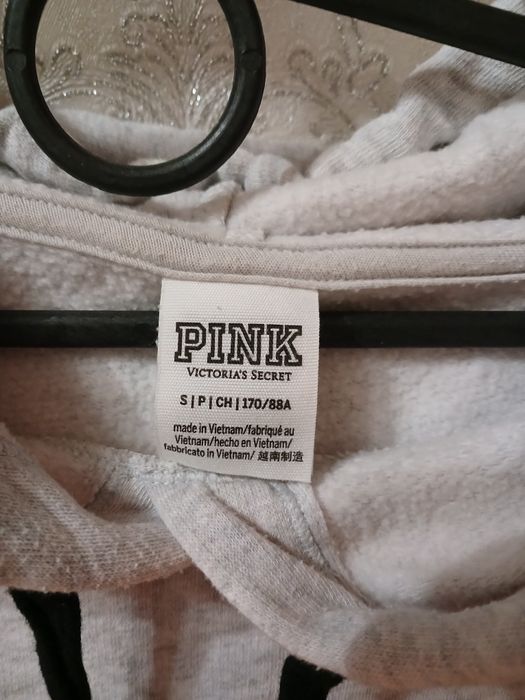 PINK
VICTORIA'S SECRET
S|P|CH|170/88A
made in Vietnam/fabriqué au
Vietnam/hecho en Vietnam/
fabbricato in Vietnam/ 越南制造